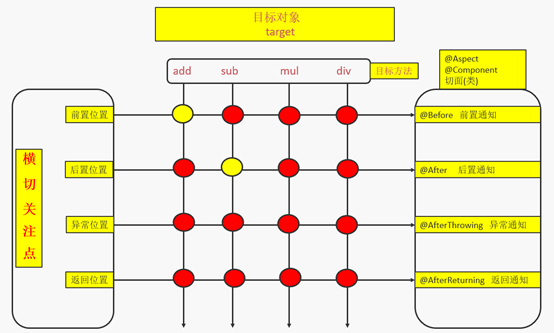 目标对象
target
add sub mul div
目标方法
@Aspect
@Component
切面(类)
横切关注点
前置位置
@Before 前置通知
后置位置
@After 后置通知
异常位置
@AfterThrowing 异常通知
返回位置
@AfterReturning 返回通知